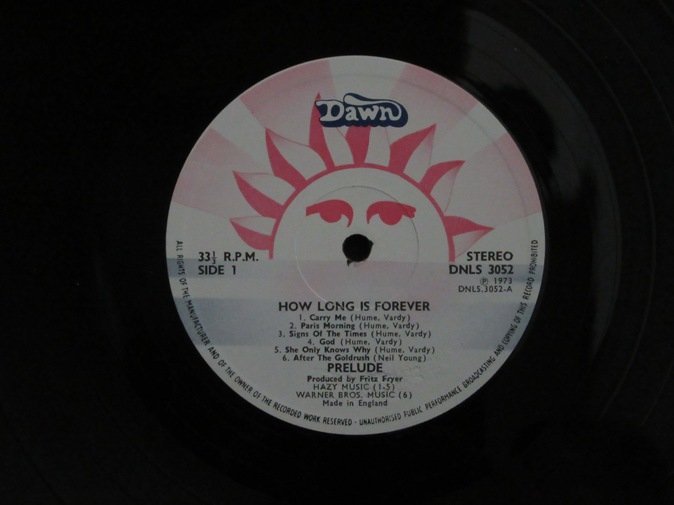 Dawn
33⅓ R.P.M.
SIDE 1
STEREO
DNLS 3052
℗ 1973
DNLS.3052-A
HOW LONG IS FOREVER
1. Carry Me (Hume, Vardy)
2. Paris Morning (Hume, Vardy)
3. Signs Of The Times (Hume, Vardy)
4. God (Hume, Vardy)
5. She Only Knows Why (Hume, Vardy)
6. After The Goldrush (Neil Young)
PRELUDE
Produced by Fritz Fryer
HAZY MUSIC (1-5)
WARNER BROS. MUSIC (6)
Made in England
ALL RIGHTS OF THE MANUFACTURER AND OF THE OWNER OF THE RECORDED WORK RESERVED - UNAUTHORISED PUBLIC PERFORMANCE BROADCASTING AND COPYING OF THIS RECORD PROHIBITED